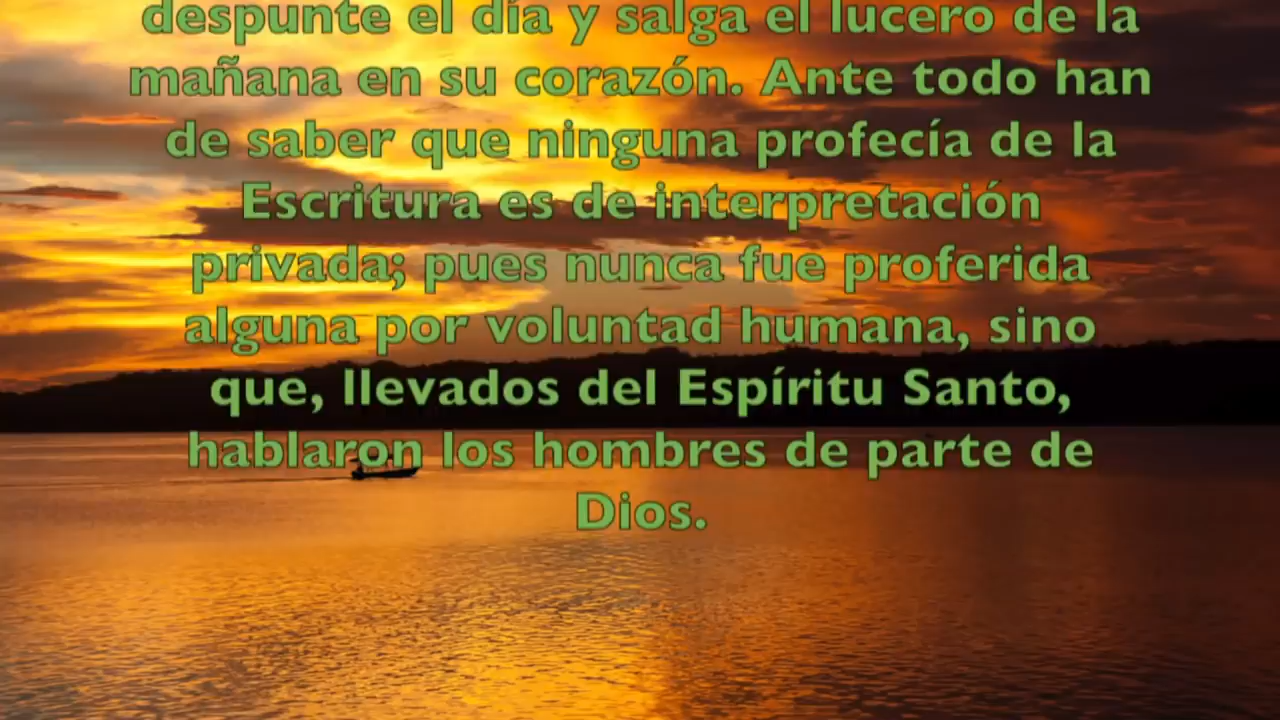 despunte el día y salga el lucero de la
mañana en su corazón. Ante todo han
de saber que ninguna profecía de la
Escritura es de interpretación
privada; pues nunca fue proferida
alguna por voluntad humana, sino
que, llevados del Espíritu Santo,
hablaron los hombres de parte de
Dios.